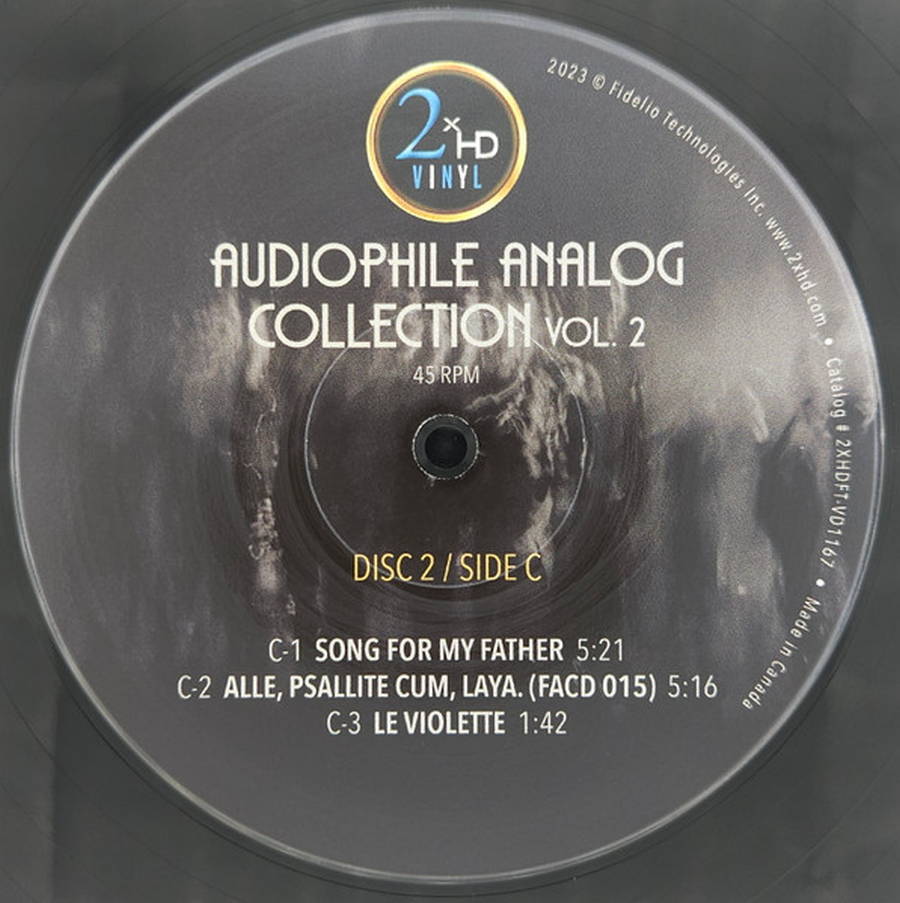 2xHD
VINYL
AUDIOPHILE ANALOG
COLLECTION VOL. 2
45 RPM
DISC 2 / SIDE C
C-1 SONG FOR MY FATHER 5:21
C-2 ALLE, PSALLITE CUM, LAYA. (FACD 015) 5:16
C-3 LE VIOLETTE 1:42
2023 © Fidelio Technologies Inc. www.2xhd.com • Catalog # 2XHDFT-VD1167 • Made in Canada